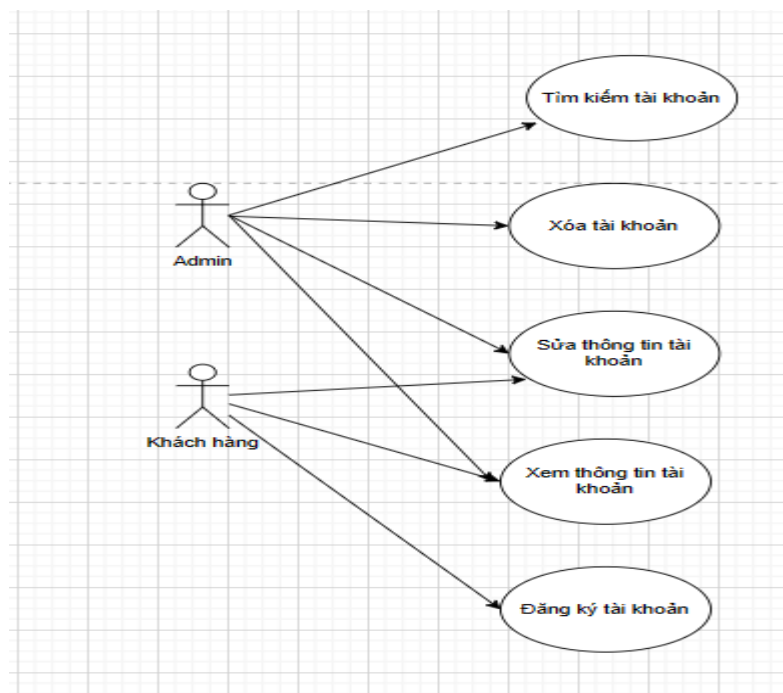 Tìm kiếm tài khoản
Xóa tài khoản
Admin
Sửa thông tin tài
khoản
Khách hàng
Xem thông tin tài
khoản
Đăng ký tài khoản